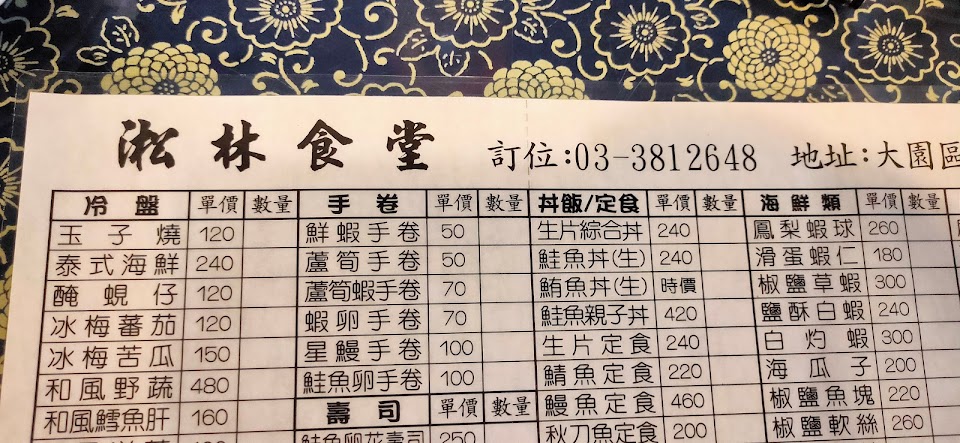 淞林食堂 訂位:03-3812648 地址:大園區
冷盤 單價 數量 手卷 單價 數量 丼飯/定食 單價 數量 海鮮類 單價 數量
玉子燒 120 鮮蝦手卷 50 生片綜合丼 240 鳳梨蝦球 260
泰式海鮮 240 蘆筍手卷 50 鮭魚丼(生) 240 滑蛋蝦仁 180
醃蜆仔 120 蘆筍蝦手卷 70 鮪魚丼(生) 時價 椒鹽草蝦 300
冰梅蕃茄 120 蝦卵手卷 70 鮭魚親子丼 420 鹽酥白蝦 240
冰梅苦瓜 150 星鰻手卷 100 生片定食 240 白灼蝦 300
和風野蔬 480 鮭魚卵手卷 100 鯖魚定食 220 海瓜子 200
和風鱈魚肝 160 壽司 單價 數量 鰻魚定食 460 椒鹽魚塊 220
鮭魚卵花壽司 250 秋刀魚定食 200 椒鹽軟絲 260